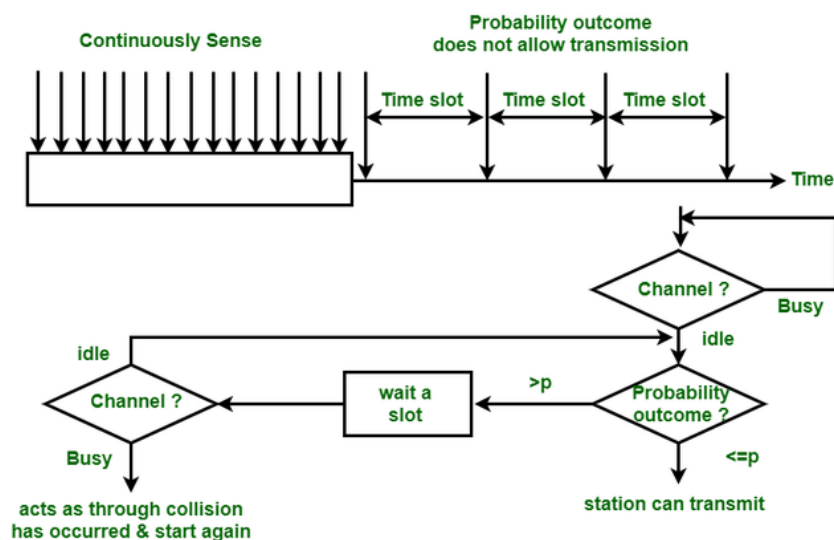 Continuously Sense
Probability outcome
does not allow transmission
Time slot
Time slot
Time slot
Time
Channel ?
Busy
idle
idle
Channel ?
wait a
slot
>p
Probability
outcome ?
Busy
<=p
acts as through collision
has occurred & start again
station can transmit